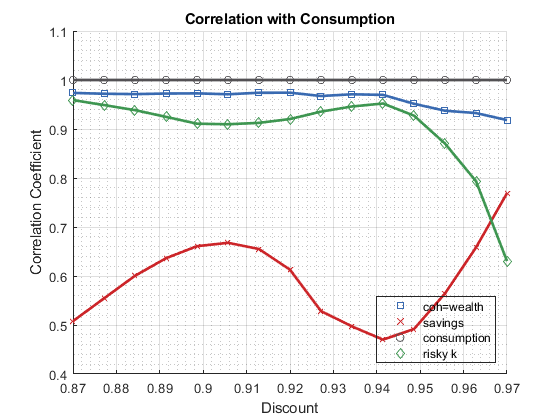 Correlation with Consumption
Correlation Coefficient
1.1
1
0.9
0.8
0.7
0.6
0.5
0.4
coh=wealth
savings
consumption
risky k
0.87 0.88 0.89 0.9 0.91 0.92 0.93 0.94 0.95 0.96 0.97
Discount